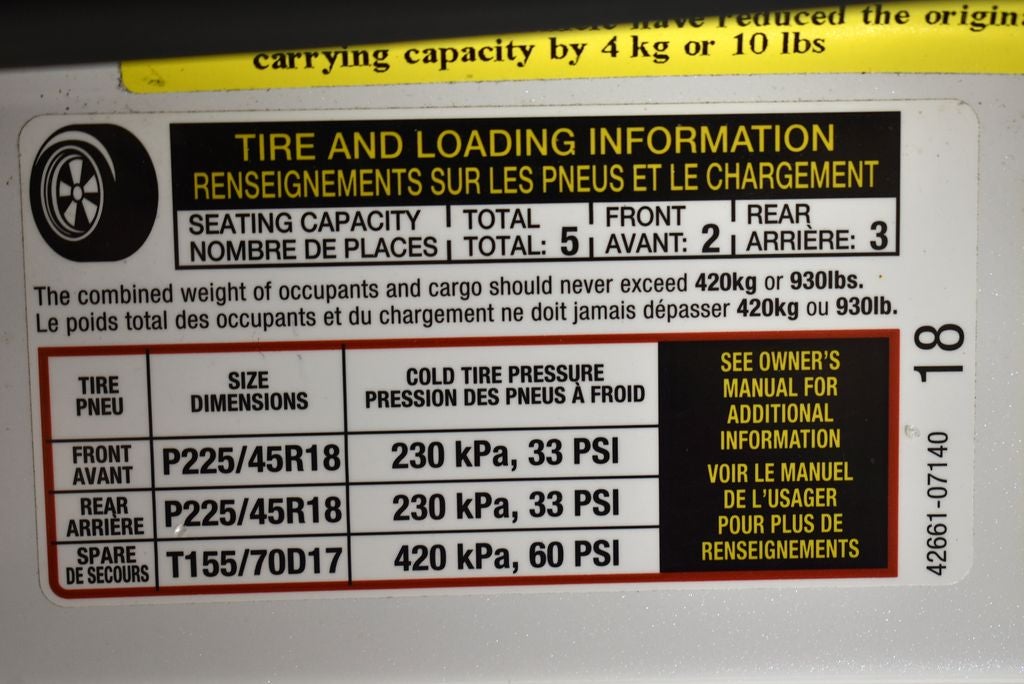 have reduced the origin
carrying capacity by 4 kg or 10 lbs
TIRE AND LOADING INFORMATION
RENSEIGNEMENTS SUR LES PNEUS ET LE CHARGEMENT
SEATING CAPACITY TOTAL FRONT REAR
NOMBRE DE PLACES TOTAL: 5 AVANT: 2 ARRIÈRE: 3
The combined weight of occupants and cargo should never exceed 420kg or 930lbs.
Le poids total des occupants et du chargement ne doit jamais dépasser 420kg ou 930lb.
TIRE
PNEU
SIZE
DIMENSIONS
COLD TIRE PRESSURE
PRESSION DES PNEUS À FROID
FRONT
AVANT
P225/45R18
230 kPa, 33 PSI
REAR
ARRIÈRE
P225/45R18
230 kPa, 33 PSI
SPARE
DE SECOURS
T155/70D17
420 kPa, 60 PSI
SEE OWNER'S
MANUAL FOR
ADDITIONAL
INFORMATION
VOIR LE MANUEL
DE L'USAGER
POUR PLUS DE
RENSEIGNEMENTS
42661-07140
18